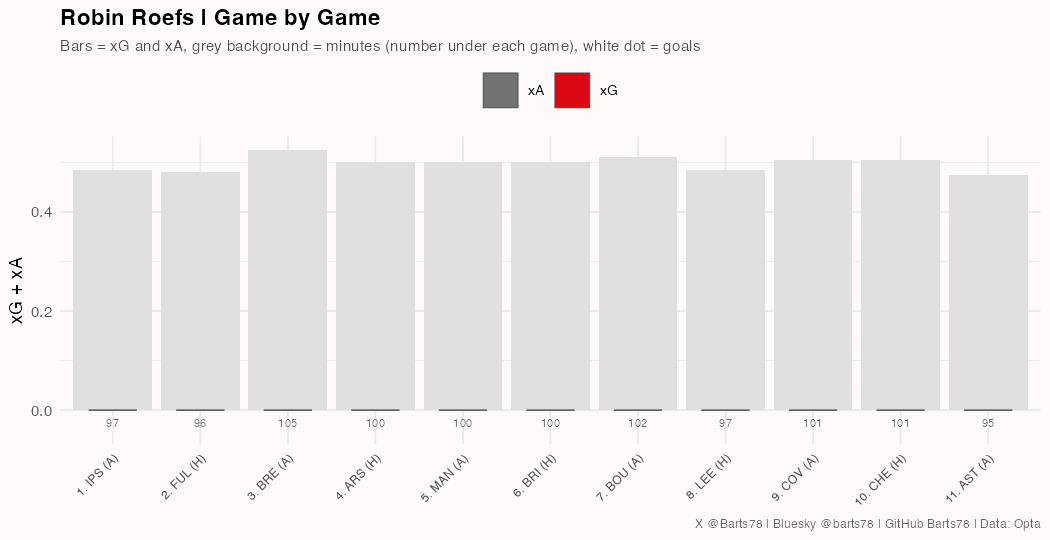 Robin Roefs | Game by Game
Bars = xG and xA, grey background = minutes (number under each game), white dot = goals
xA
xG
xG + xA
0.4
0.2
0.0
97
96
105
100
100
100
102
97
101
101
95
1. IPS (A)
2. FUL (H)
3. BRE (A)
4. ARS (H)
5. MAN (A)
6. BRI (H)
7. BOU (A)
8. LEE (H)
9. COV (A)
10. CHE (H)
11. AST (A)
X @Barts78 | Bluesky @barts78 | GitHub Barts78 | Data: Opta